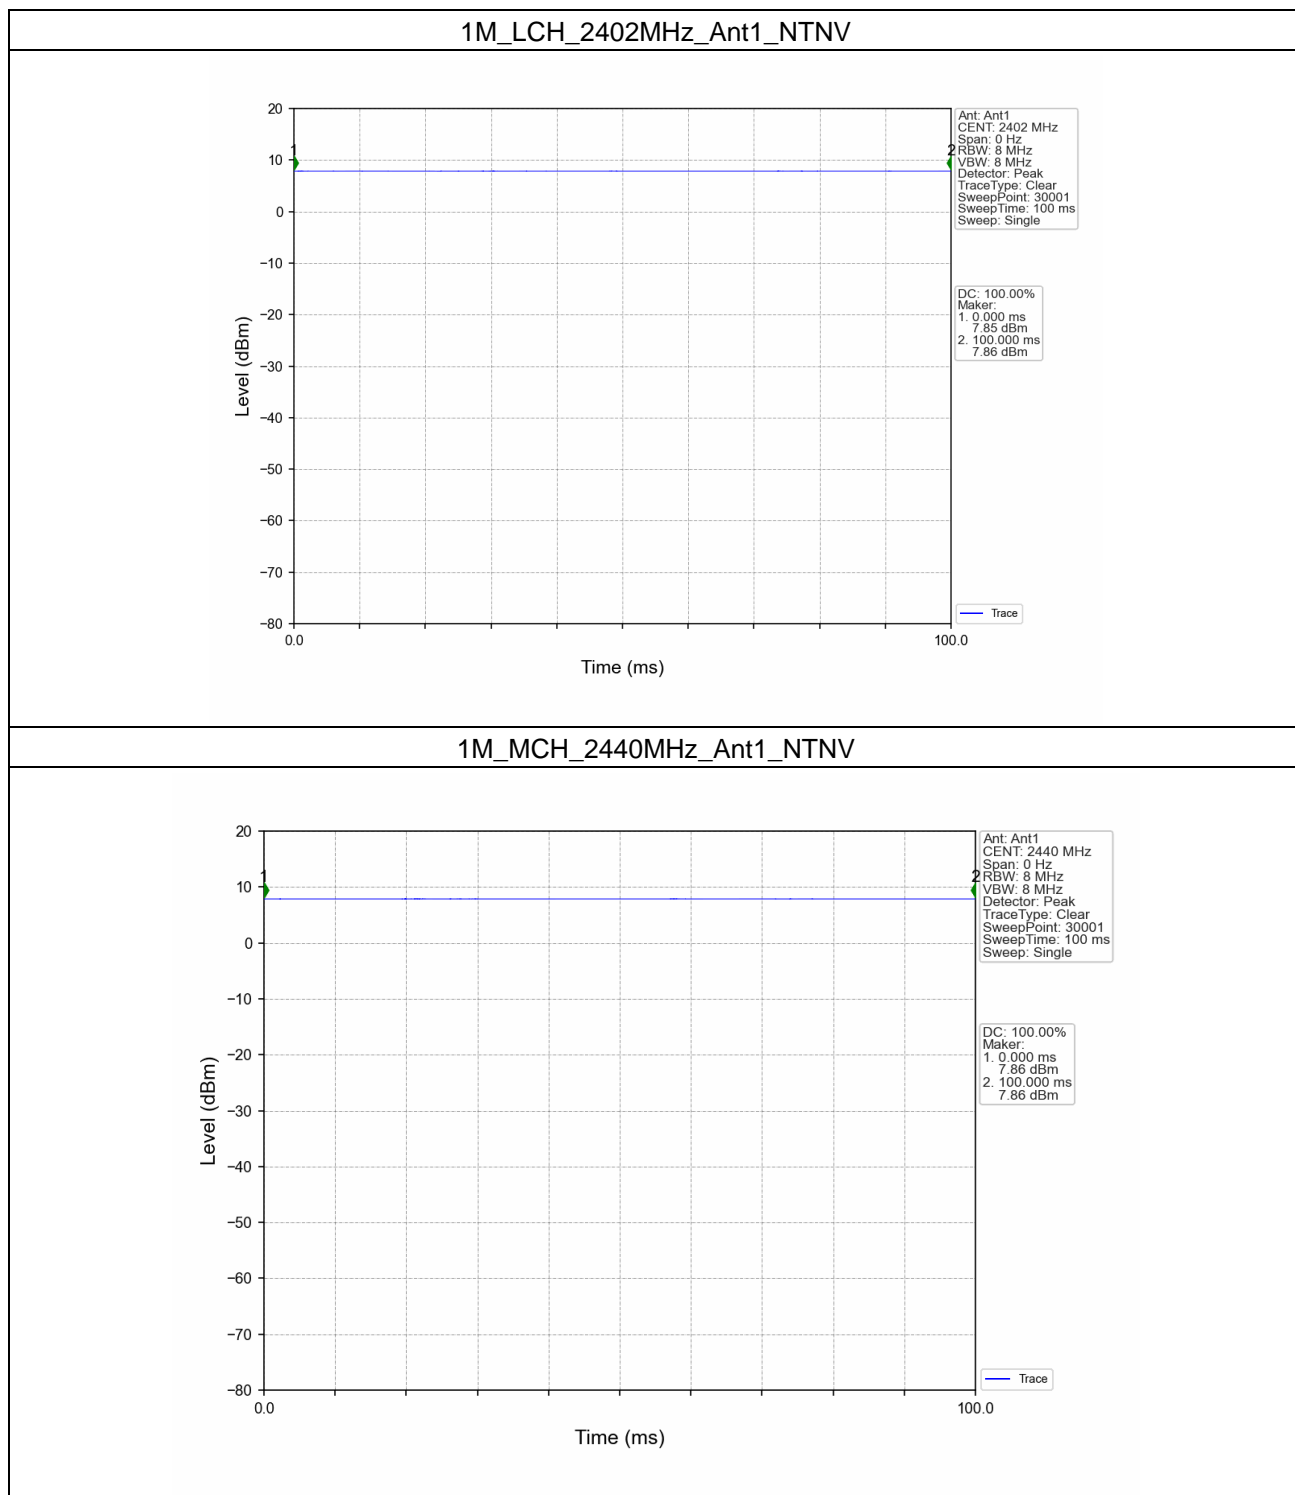 1M_LCH_2402MHz_Ant1_NTNV
20
10
0
−10
−20
−30
−40
−50
−60
−70
−80
Level (dBm)
1
2
0.0
100.0
Time (ms)
Ant: Ant1
CENT: 2402 MHz
Span: 0 Hz
RBW: 8 MHz
VBW: 8 MHz
Detector: Peak
TraceType: Clear
SweepPoint: 30001
SweepTime: 100 ms
Sweep: Single
DC: 100.00%
Maker:
1. 0.000 ms
7.85 dBm
2. 100.000 ms
7.86 dBm
Trace
1M_MCH_2440MHz_Ant1_NTNV
20
10
0
−10
−20
−30
−40
−50
−60
−70
−80
Level (dBm)
1
2
0.0
100.0
Time (ms)
Ant: Ant1
CENT: 2440 MHz
Span: 0 Hz
RBW: 8 MHz
VBW: 8 MHz
Detector: Peak
TraceType: Clear
SweepPoint: 30001
SweepTime: 100 ms
Sweep: Single
DC: 100.00%
Maker:
1. 0.000 ms
7.86 dBm
2. 100.000 ms
7.86 dBm
Trace